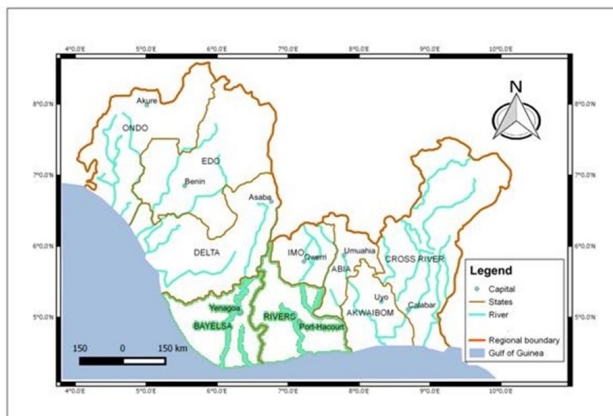 4°0.0 5°0.0 6°0.0 7°0.0 8°0.0 9°0.0 10°0.0
N
8°0.0
8°0.0
Akure
ONDO
EDO
7°0.0
7°0.0
Benin
Asaba
6°0.0
6°0.0
DELTA
IMO
Umuahia
Owerri
ABIA
CROSS RIVER
Legend
Capital
States
River
Regional boundary
Gulf of Guinea
Uyo
Calabar
AKWAIBOM
Yenagoa
RIVERS
BAYELSA
Port-Hacourt
5°0.0
5°0.0
150 0 150 km
4°0.0 5°0.0 6°0.0 7°0.0 8°0.0 9°0.0 10°0.0